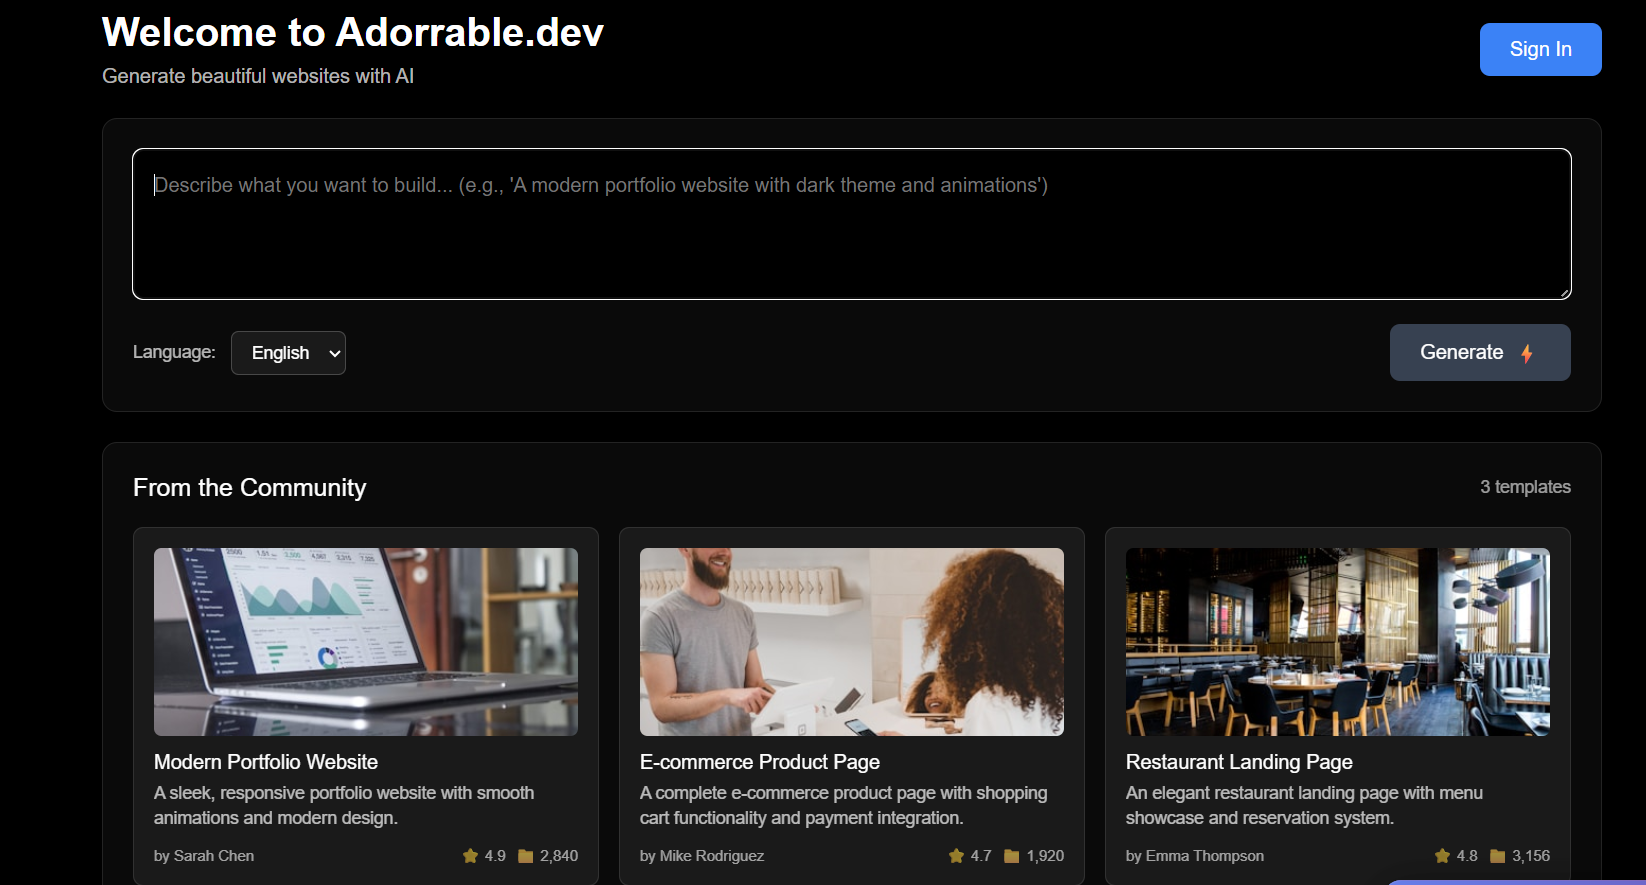 Welcome to Adorrable.dev
Sign In
Generate beautiful websites with AI
Describe what you want to build... (e.g., 'A modern portfolio website with dark theme and animations')
Language:
English
Generate
From the Community
3 templates
Modern Portfolio Website
A sleek, responsive portfolio website with smooth
animations and modern design.
by Sarah Chen
4.9
2,840
E-commerce Product Page
A complete e-commerce product page with shopping
cart functionality and payment integration.
by Mike Rodriguez
4.7
1,920
Restaurant Landing Page
An elegant restaurant landing page with menu
showcase and reservation system.
by Emma Thompson
4.8
3,156